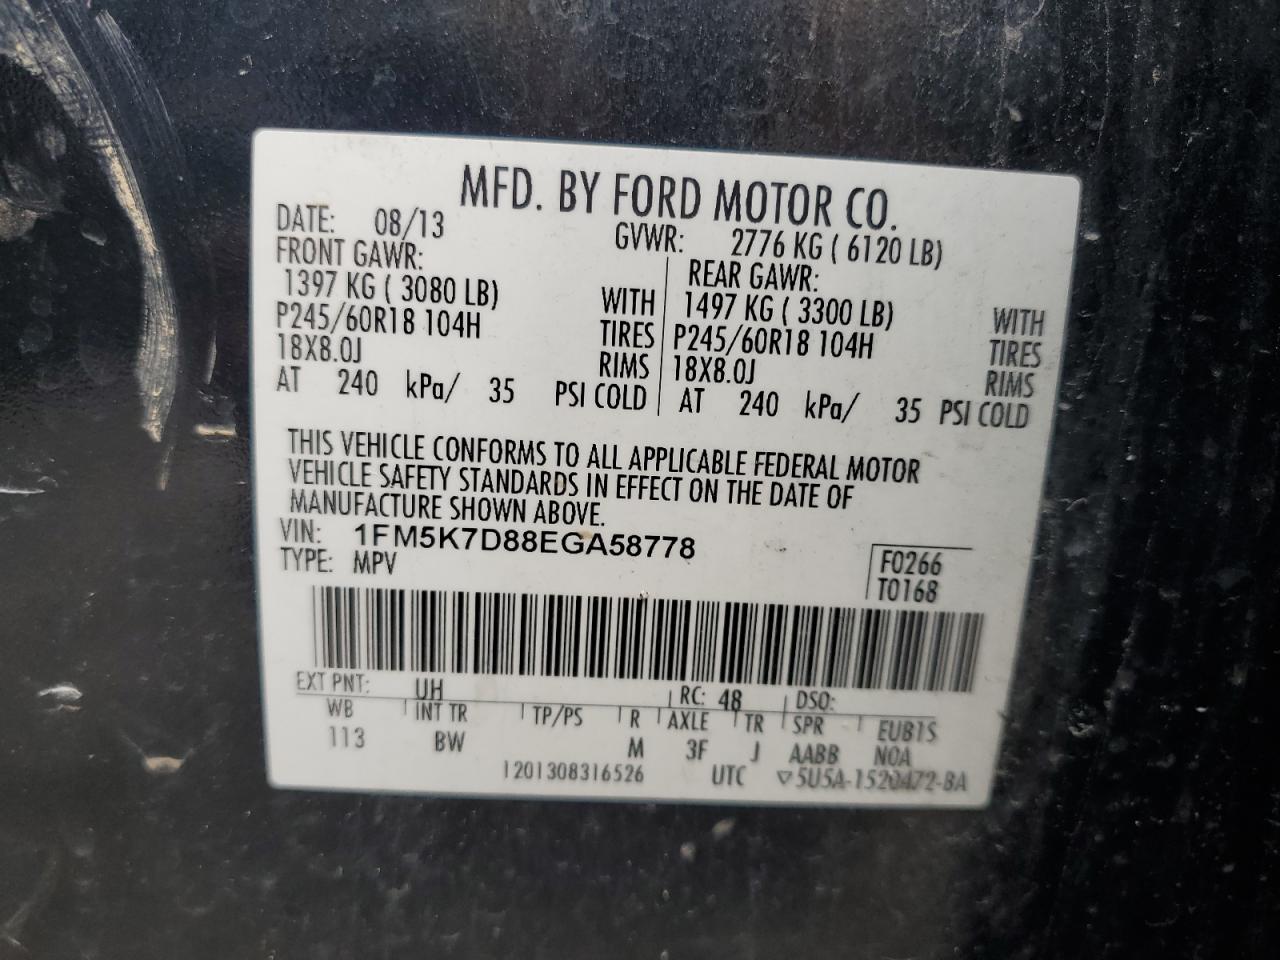 MFD. BY FORD MOTOR CO.
DATE: 08/13 GVWR: 2776 KG ( 6120 LB)
FRONT GAWR: REAR GAWR:
1397 KG ( 3080 LB) WITH 1497 KG ( 3300 LB) WITH
P245/60R18 104H TIRES P245/60R18 104H TIRES
18X8.0J RIMS 18X8.0J RIMS
AT 240 kPa/ 35 PSI COLD AT 240 kPa/ 35 PSI COLD
THIS VEHICLE CONFORMS TO ALL APPLICABLE FEDERAL MOTOR
VEHICLE SAFETY STANDARDS IN EFFECT ON THE DATE OF
MANUFACTURE SHOWN ABOVE.
VIN: 1FM5K7D88EGA58778
TYPE: MPV
F0266
T0168
EXT PNT: UH RC: 48 DSO:
WB INT TR TP/PS R AXLE TR SPR EUB1S
113 BW M 3F J AABB NOA
1201308316526 UTC ▽5U5A-1520472-BA